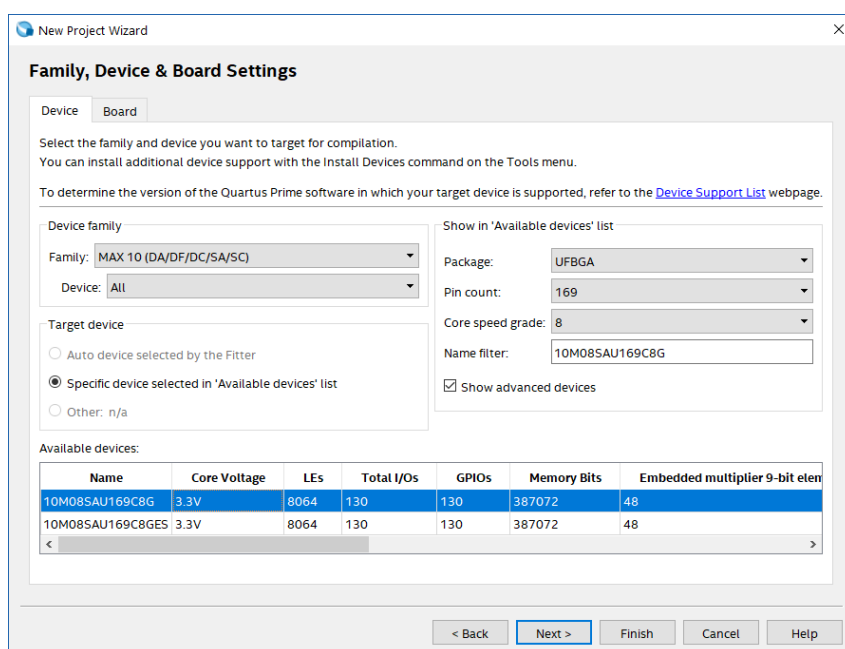 New Project Wizard
Family, Device & Board Settings
Device Board
Select the family and device you want to target for compilation.
You can install additional device support with the Install Devices command on the Tools menu.
To determine the version of the Quartus Prime software in which your target device is supported, refer to the Device Support List webpage.
Device family
Family: MAX 10 (DA/DF/DC/SA/SC)
Device: All
Target device
Auto device selected by the Fitter
Specific device selected in 'Available devices' list
Other: n/a
Show in 'Available devices' list
Package: UFBGA
Pin count: 169
Core speed grade: 8
Name filter: 10M08SAU169C8G
Show advanced devices
Available devices:
Name Core Voltage LEs Total I/Os GPIOs Memory Bits Embedded multiplier 9-bit elem
10M08SAU169C8G 3.3V 8064 130 130 387072 48
10M08SAU169C8GES 3.3V 8064 130 130 387072 48
< Back Next > Finish Cancel Help